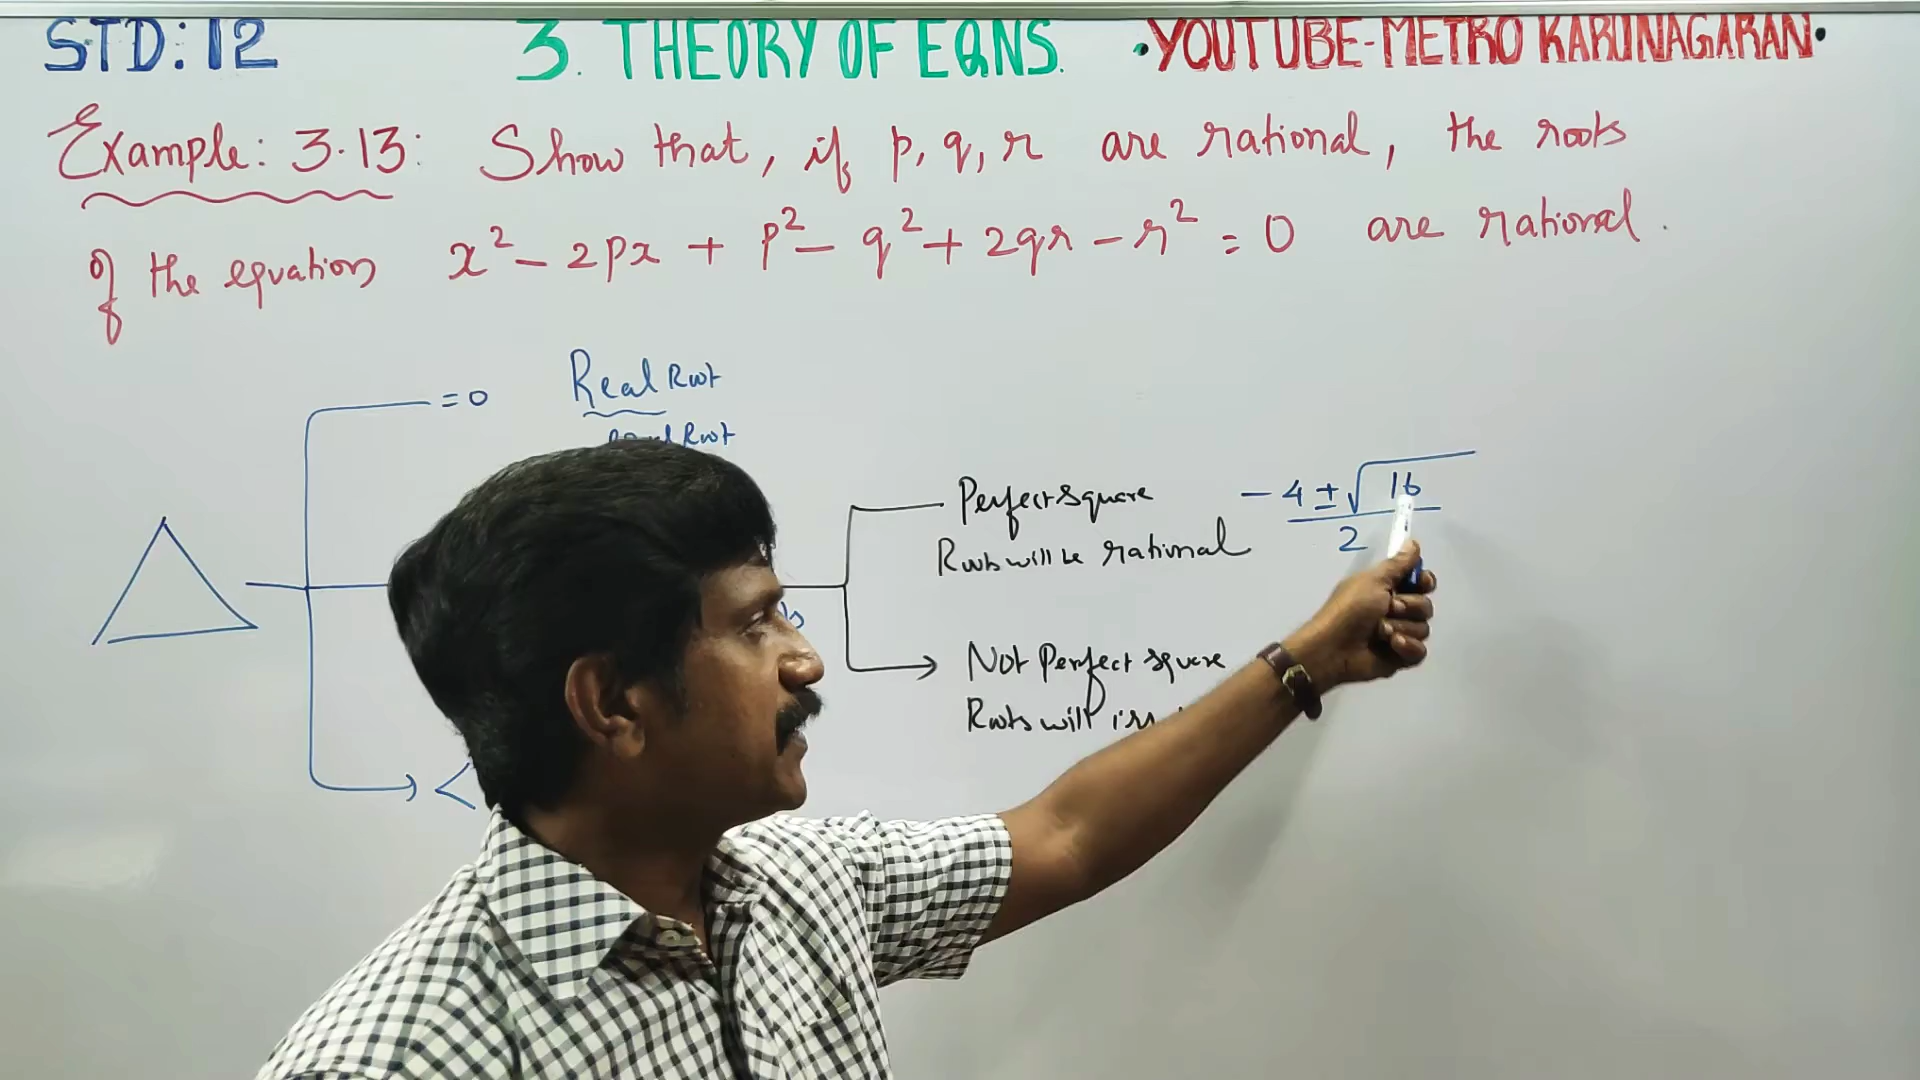 STD: 12 3. THEORY OF EQNS. • YOUTUBE-METRO KARUNAGARAN •
Example: 3.13: Show that, if p, q, r are rational, the roots
of the equation x² - 2px + p² - q² + 2qr - r² = 0 are rational.
= 0 Real Root
Root
Perfect square
Roots will be rational
-4 ± √16
2
Not Perfect square
Roots will
<